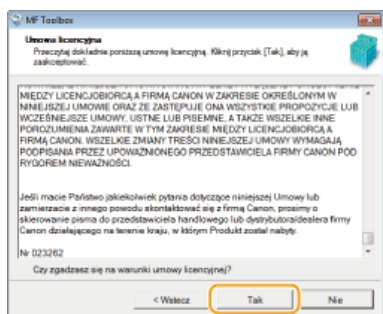 MF Toolbox
Umowa licencyjna
Przeczytaj dokładnie poniższą umowę licencyjną. Kliknij przycisk [Tak], aby ją
zaakceptować.
MIĘDZY LICENCJOBIORCĄ A FIRMĄ CANON W ZAKRESIE OKREŚLONYM W
NINIEJSZEJ UMOWIE ORAZ ŻE ZASTĘPUJE ONA WSZYSTKIE PROPOZYCJE LUB
WCZEŚNIEJSZE UMOWY, USTNE LUB PISEMNE, A TAKŻE WSZELKIE INNE
POROZUMIENIA ZAWARTE W TYM ZAKRESIE MIĘDZY LICENCJOBIORCĄ A
FIRMĄ CANON. WSZELKIE ZMIANY TREŚCI NINIEJSZEJ UMOWY WYMAGAJĄ
PODPISANIA PRZEZ UPOWAŻNIONEGO PRZEDSTAWICIELA FIRMY CANON POD
RYGOREM NIEWAŻNOŚCI.
Jeśli macie Państwo jakiekolwiek pytania dotyczące niniejszej Umowy lub
zamierzacie z innego powodu skontaktować się z firmą Canon, prosimy o
skierowanie pisma do przedstawiciela handlowego lub dystrybutora/dealera firmy
Canon działającego na terenie kraju, w którym Produkt został nabyty.
Nr 023262
Czy zgadzasz się na warunki umowy licencyjnej?
< Wstecz
Tak
Nie